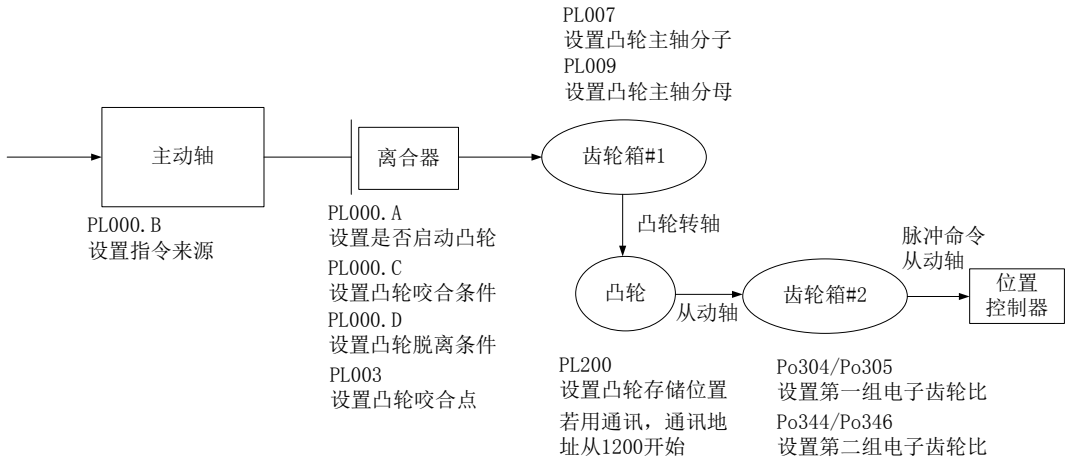 PL007
设置凸轮主轴分子
PL009
设置凸轮主轴分母
主动轴
离合器
齿轮箱#1
PL000.B
设置指令来源
PL000.A
设置是否启动凸轮
PL000.C
设置凸轮咬合条件
PL000.D
设置凸轮脱离条件
PL003
设置凸轮咬合点
凸轮转轴
凸轮
从动轴
齿轮箱#2
脉冲命令
从动轴
位置
控制器
PL200
设置凸轮存储位置
若用通讯，通讯地
址从1200开始
Po304/Po305
设置第一组电子齿轮比
Po344/Po346
设置第二组电子齿轮比